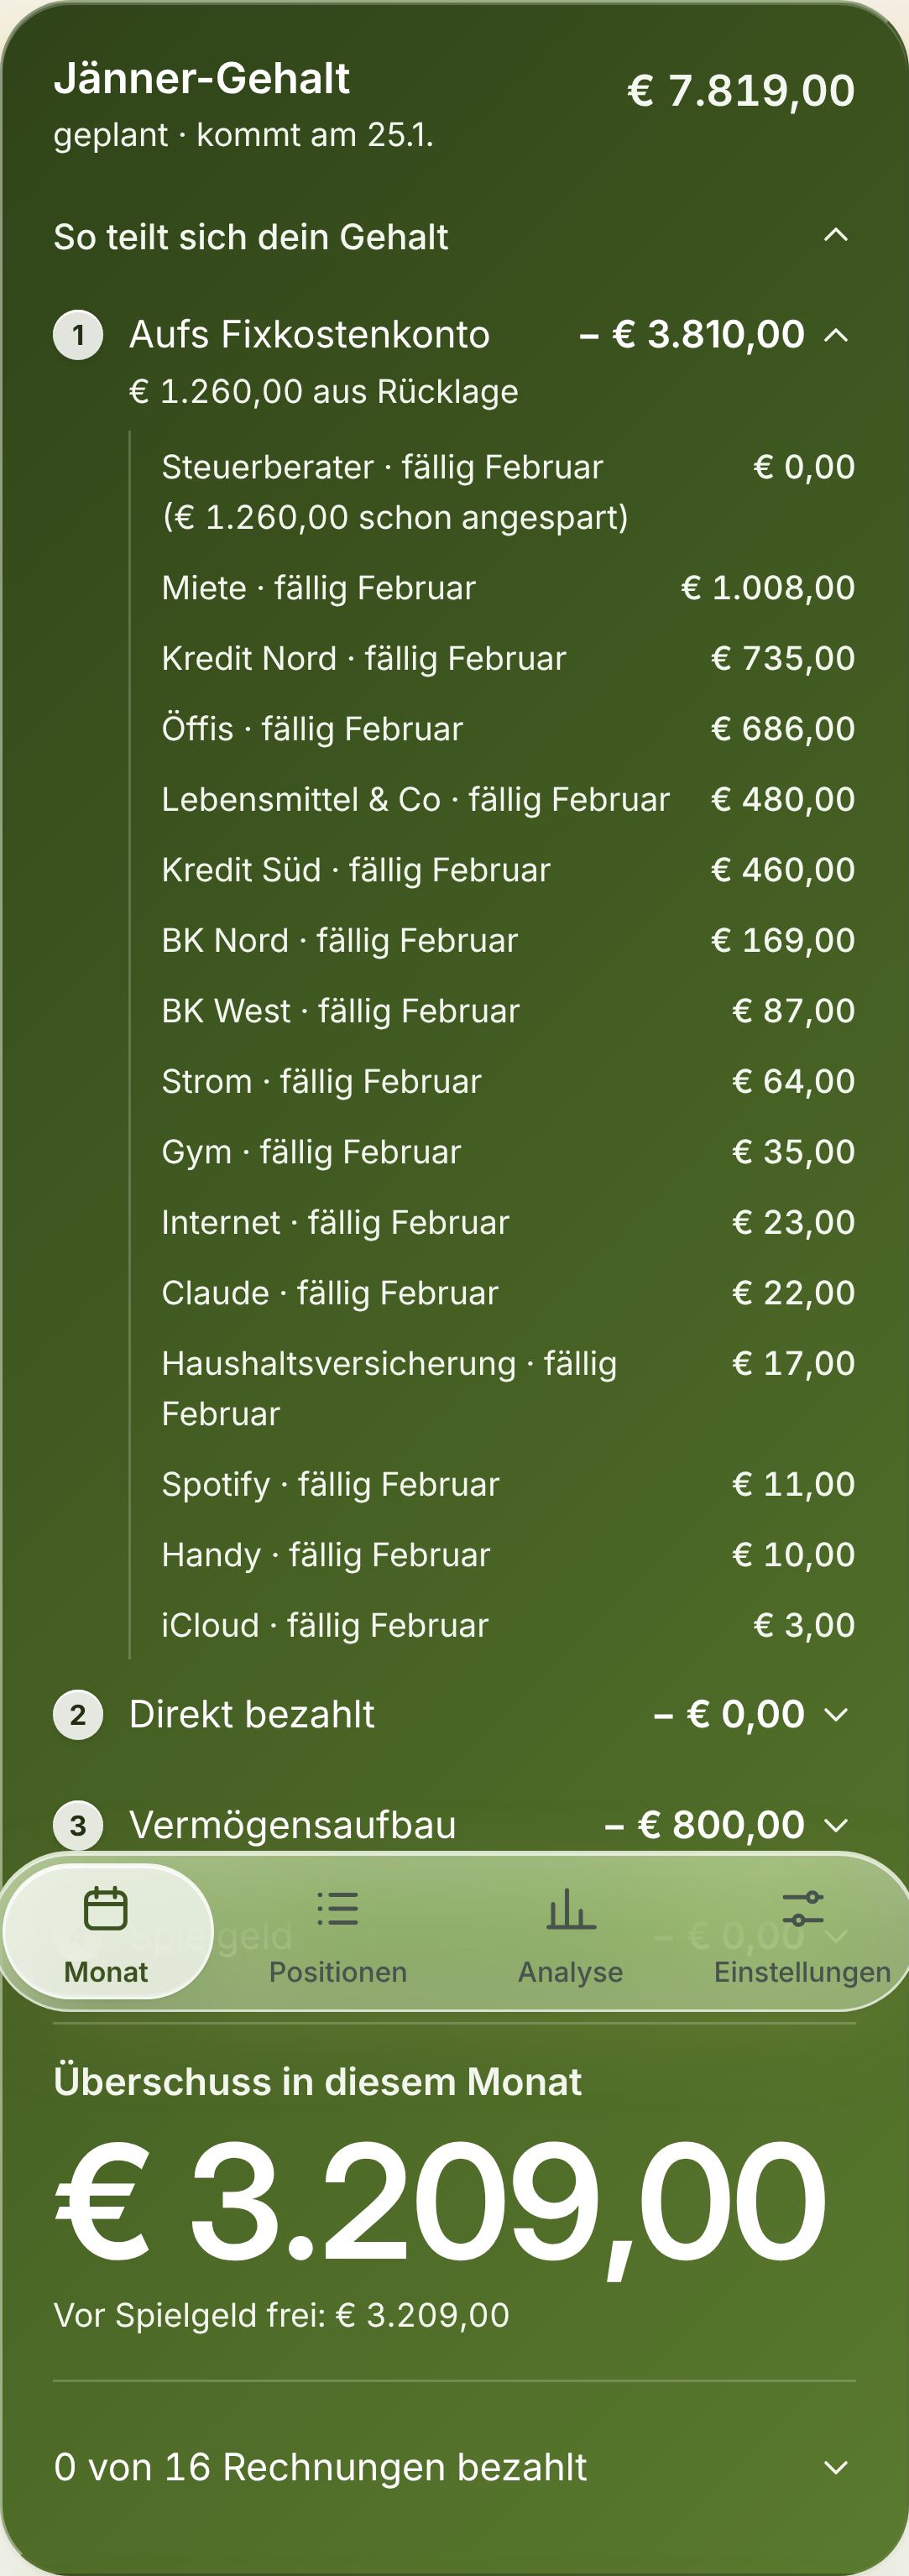 Jänner-Gehalt
€ 7.819,00
geplant · kommt am 25.1.
So teilt sich dein Gehalt
1 Aufs Fixkostenkonto – € 3.810,00
€ 1.260,00 aus Rücklage
Steuerberater · fällig Februar € 0,00
(€ 1.260,00 schon angespart)
Miete · fällig Februar € 1.008,00
Kredit Nord · fällig Februar € 735,00
Öffis · fällig Februar € 686,00
Lebensmittel & Co · fällig Februar € 480,00
Kredit Süd · fällig Februar € 460,00
BK Nord · fällig Februar € 169,00
BK West · fällig Februar € 87,00
Strom · fällig Februar € 64,00
Gym · fällig Februar € 35,00
Internet · fällig Februar € 23,00
Claude · fällig Februar € 22,00
Haushaltsversicherung · fällig € 17,00
Februar
Spotify · fällig Februar € 11,00
Handy · fällig Februar € 10,00
iCloud · fällig Februar € 3,00
2 Direkt bezahlt – € 0,00
3 Vermögensaufbau – € 800,00
Spielgeld – € 0,00
Monat Positionen Analyse Einstellungen
Überschuss in diesem Monat
€ 3.209,00
Vor Spielgeld frei: € 3.209,00
0 von 16 Rechnungen bezahlt